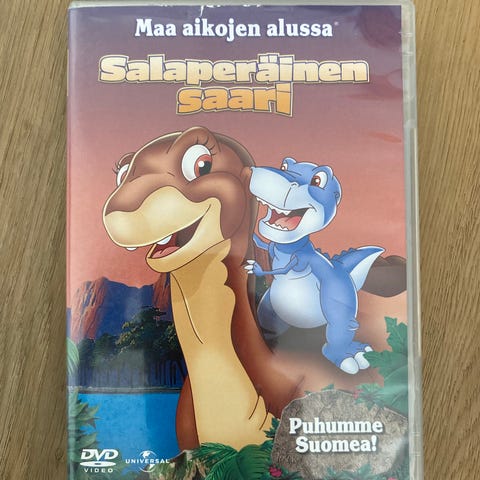 Maa aikojen alussa®
Salaperäinen
saari
Puhumme
Suomea!
DVD
VIDEO
UNIVERSAL